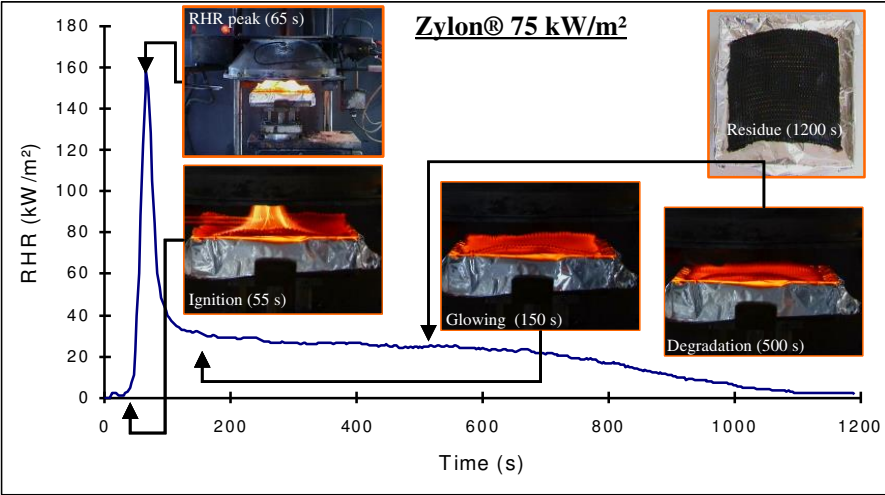 Zylon® 75 kW/m²
RHR peak (65 s)
Residue (1200 s)
Ignition (55 s)
Glowing (150 s)
Degradation (500 s)
RHR (kW/m²)
180
160
140
120
100
80
60
40
20
0
0 200 400 600 800 1000 1200
Time (s)